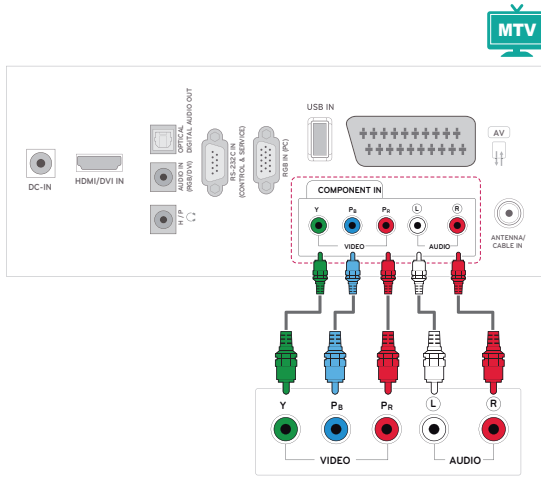 MTV
OPTICAL
DIGITAL AUDIO OUT
AUDIO IN
(RGB/DVI)
H / P
RS-232C IN
(CONTROL & SERVICE)
RGB IN (PC)
USB IN
AV
DC-IN
HDMI/DVI IN
COMPONENT IN
Y PB PR L R
VIDEO AUDIO
ANTENNA/
CABLE IN
Y PB PR L R
VIDEO AUDIO